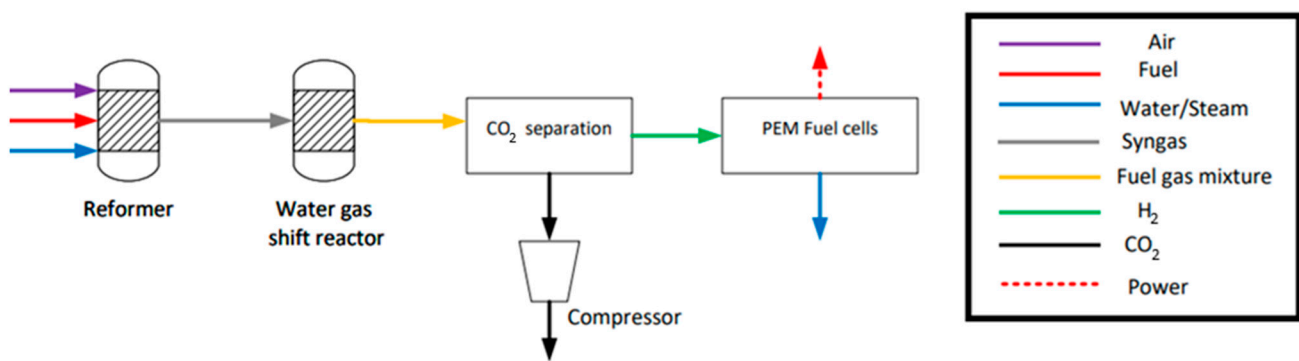 Reformer
Water gas
shift reactor
CO₂ separation
Compressor
PEM Fuel cells
Air
Fuel
Water/Steam
Syngas
Fuel gas mixture
H₂
CO₂
Power